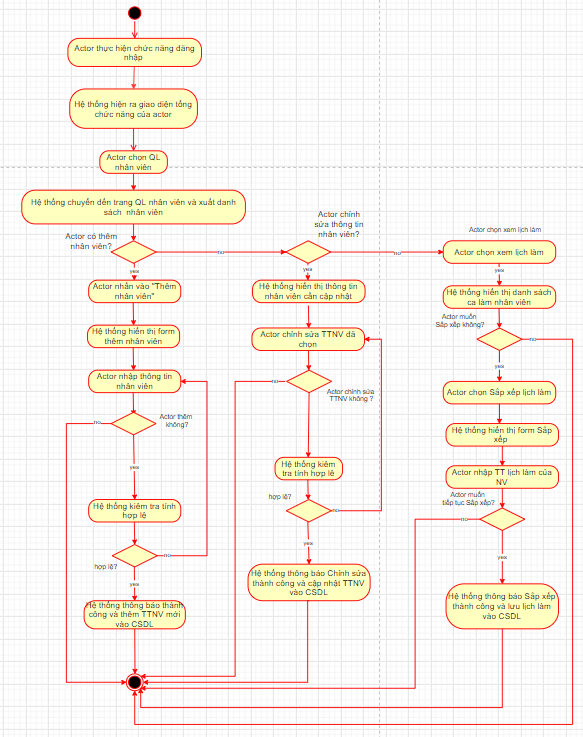 Actor thực hiện chức năng đăng
nhập
Hệ thống hiện ra giao diện tổng
chức năng của actor
Actor chọn QL
nhân viên
Hệ thống chuyển đến trang QL nhân viên và xuất danh
sách nhân viên
Actor có thêm
nhân viên?
no
yes
Actor nhấn vào "Thêm
nhân viên"
Hệ thống hiển thị form
thêm nhân viên
Actor nhập thông tin
nhân viên
Actor thêm
không?
no
yes
Hệ thống kiểm tra tính
hợp lệ
hợp lệ?
no
yes
Hệ thống thông báo thành
công và thêm TTNV mới
vào CSDL
Actor chỉnh
sửa thông tin
nhân viên?
no
yes
Hệ thống hiển thị thông tin
nhân viên cần cập nhật
Actor chỉnh sửa TTNV đã
chọn
no
Actor chỉnh sửa
TTNV không ?
Hệ thống kiểm
tra tính hợp lệ
hợp lệ?
no
yes
Hệ thống thông báo Chỉnh sửa
thành công và cập nhật TTNV
vào CSDL
Actor chọn xem lịch làm
Actor chọn xem lịch làm
yes
Hệ thống hiển thị danh sách
ca làm nhân viên
Actor muốn
Sắp xếp không?
no
yes
Actor chọn Sắp xếp lịch làm
Hệ thống hiển thị form Sắp
xếp
Actor nhập TT lịch làm của
NV
Actor muốn
tiếp tục Sắp xếp?
no
yes
Hệ thống thông báo Sắp xếp
thành công và lưu lịch làm
vào CSDL